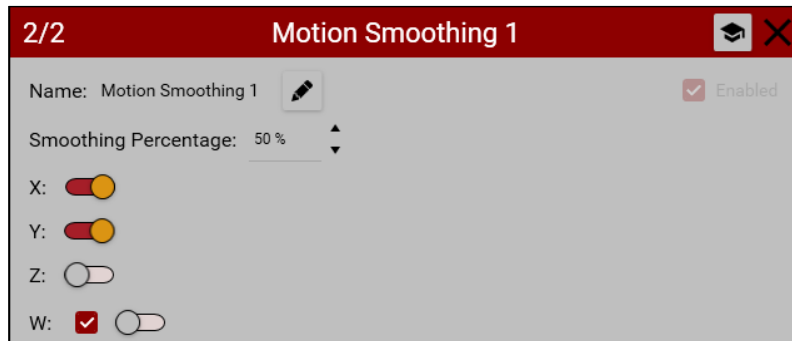 2/2 Motion Smoothing 1
Name: Motion Smoothing 1 Enabled
Smoothing Percentage: 50 %
X:
Y:
Z:
W: